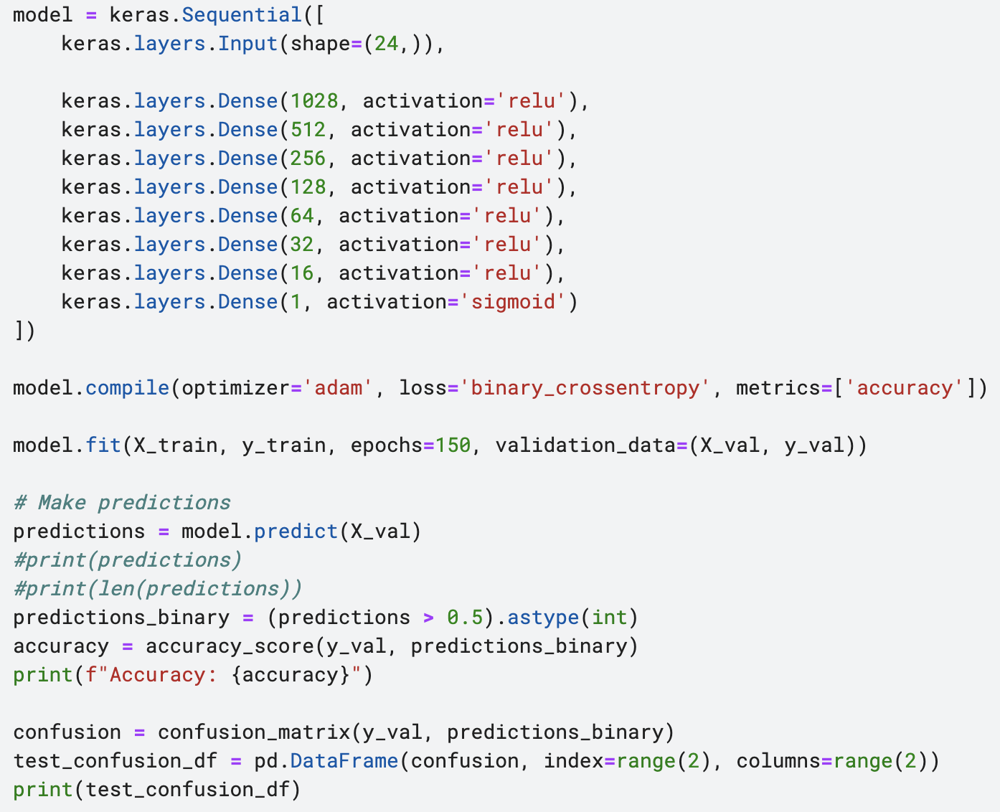 model = keras.Sequential([
    keras.layers.Input(shape=(24,)),

    keras.layers.Dense(1028, activation='relu'),
    keras.layers.Dense(512, activation='relu'),
    keras.layers.Dense(256, activation='relu'),
    keras.layers.Dense(128, activation='relu'),
    keras.layers.Dense(64, activation='relu'),
    keras.layers.Dense(32, activation='relu'),
    keras.layers.Dense(16, activation='relu'),
    keras.layers.Dense(1, activation='sigmoid')
])

model.compile(optimizer='adam', loss='binary_crossentropy', metrics=['accuracy'])

model.fit(X_train, y_train, epochs=150, validation_data=(X_val, y_val))

# Make predictions
predictions = model.predict(X_val)
#print(predictions)
#print(len(predictions))
predictions_binary = (predictions > 0.5).astype(int)
accuracy = accuracy_score(y_val, predictions_binary)
print(f"Accuracy: {accuracy}")

confusion = confusion_matrix(y_val, predictions_binary)
test_confusion_df = pd.DataFrame(confusion, index=range(2), columns=range(2))
print(test_confusion_df)